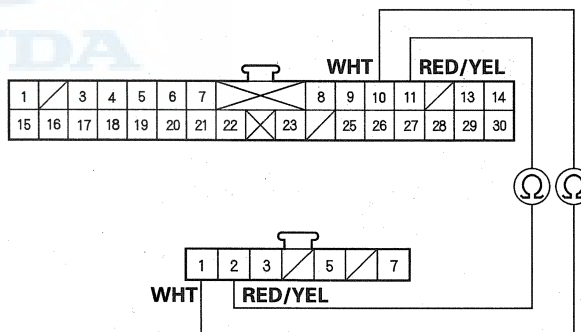 NDA
WHT RED/YEL
1 3 4 5 6 7 8 9 10 11 13 14
15 16 17 18 19 20 21 22 23 25 26 27 28 29 30
Ω Ω
1 2 3 5 7
WHT RED/YEL